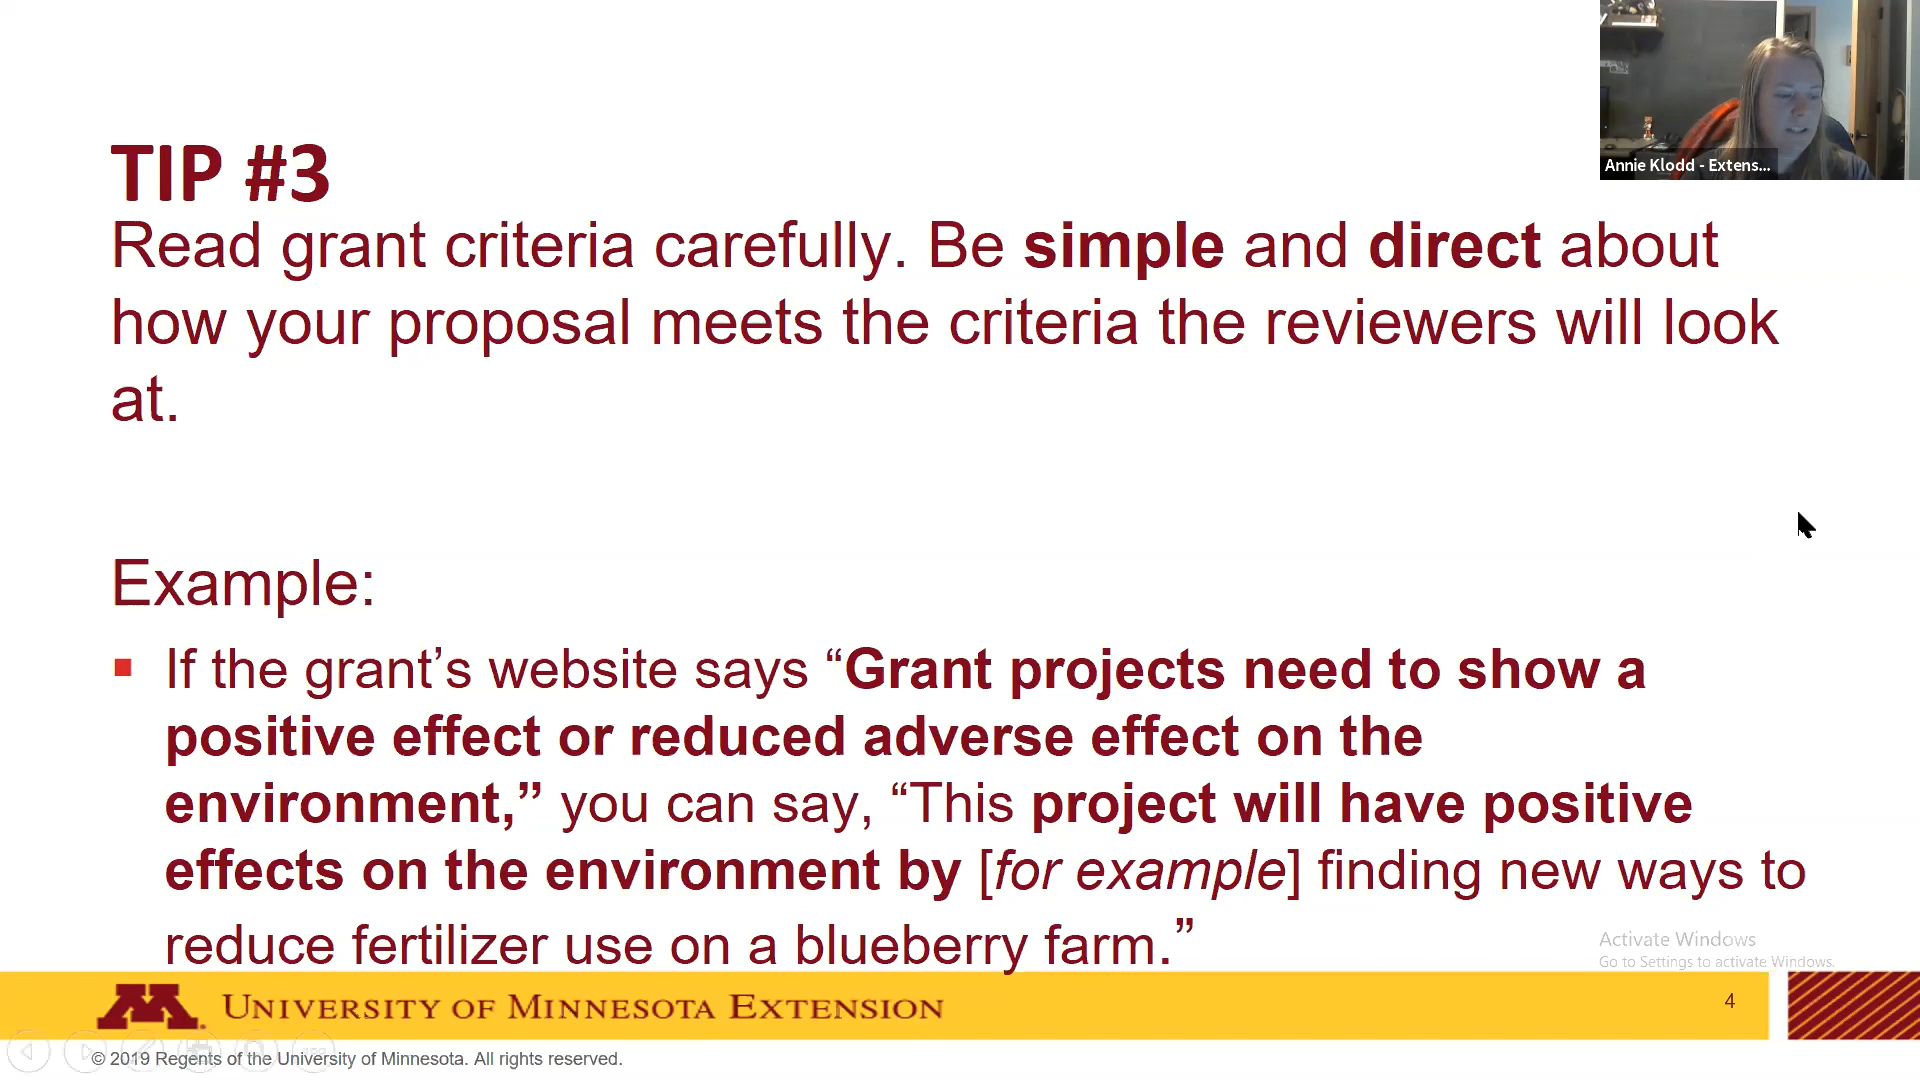 Annie Klodd - Extens...
TIP #3
Read grant criteria carefully. Be simple and direct about
how your proposal meets the criteria the reviewers will look
at.
Example:
If the grant’s website says “Grant projects need to show a
positive effect or reduced adverse effect on the
environment,” you can say, “This project will have positive
effects on the environment by [for example] finding new ways to
reduce fertilizer use on a blueberry farm.”
Activate Windows
Go to Settings to activate Windows.
UNIVERSITY OF MINNESOTA EXTENSION
4
© 2019 Regents of the University of Minnesota. All rights reserved.